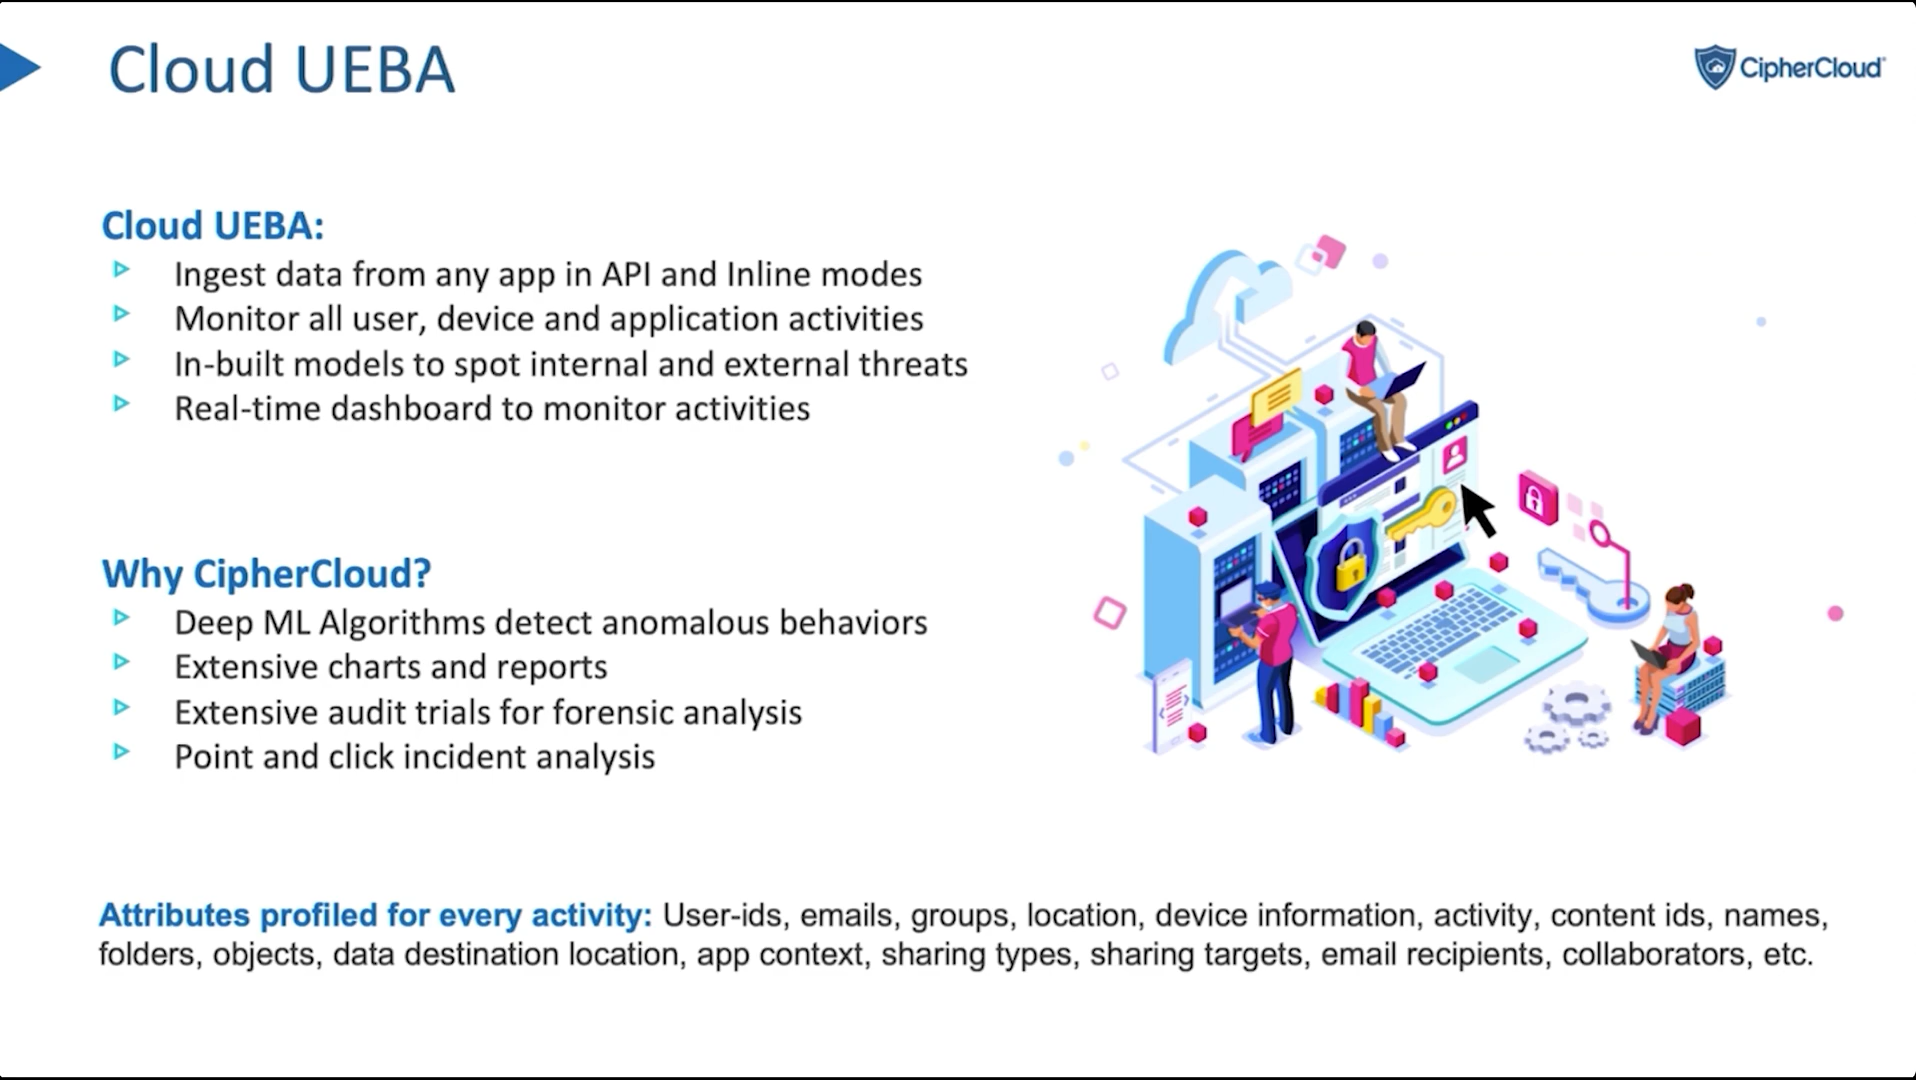 Cloud UEBA
CipherCloud
Cloud UEBA:
Ingest data from any app in API and Inline modes
Monitor all user, device and application activities
In-built models to spot internal and external threats
Real-time dashboard to monitor activities
Why CipherCloud?
Deep ML Algorithms detect anomalous behaviors
Extensive charts and reports
Extensive audit trials for forensic analysis
Point and click incident analysis
Attributes profiled for every activity: User-ids, emails, groups, location, device information, activity, content ids, names,
folders, objects, data destination location, app context, sharing types, sharing targets, email recipients, collaborators, etc.